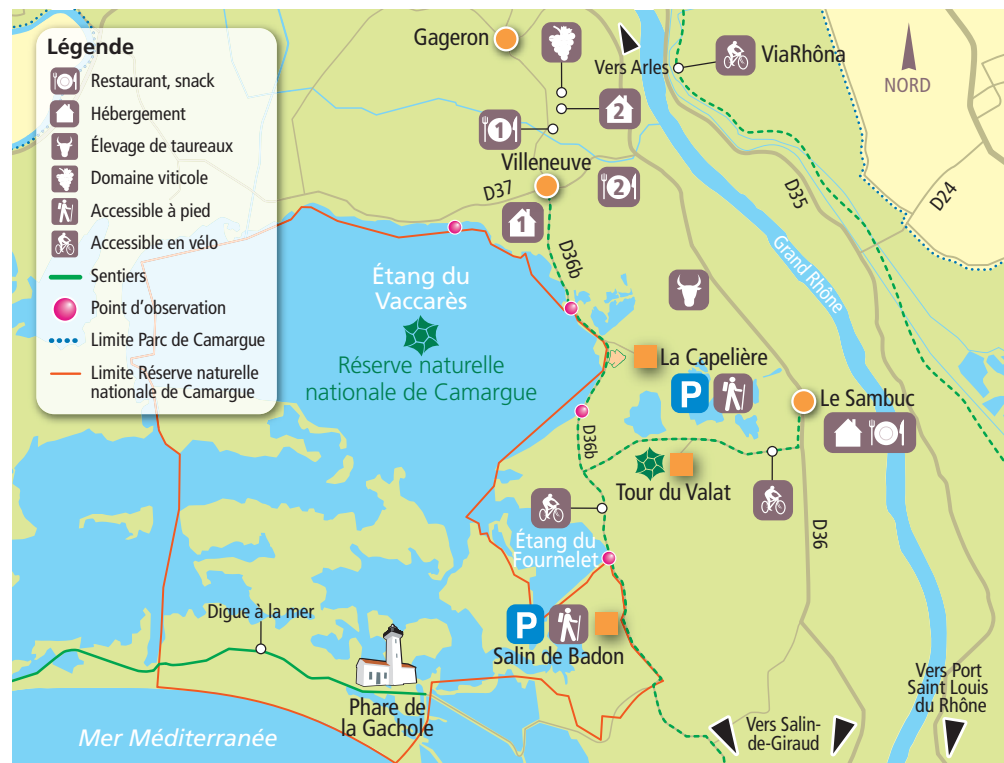 Légende
Restaurant, snack
Hébergement
Élevage de taureaux
Domaine viticole
Accessible à pied
Accessible en vélo
Sentiers
Point d'observation
Limite Parc de Camargue
Limite Réserve naturelle
nationale de Camargue
Gageron
Vers Arles
ViaRhôna
NORD
2
1
Villeneuve
2
D37
1
D36b
D35
D24
Grand Rhône
Étang du
Vaccarès
Réserve naturelle
nationale de Camargue
La Capelière
P
Le Sambuc
D36b
Tour du Valat
D36
Étang du
Fournelet
P
Salin de Badon
Digue à la mer
Phare de
la Gachole
Mer Méditerranée
Vers Salin-
de-Giraud
Vers Port
Saint Louis
du Rhône